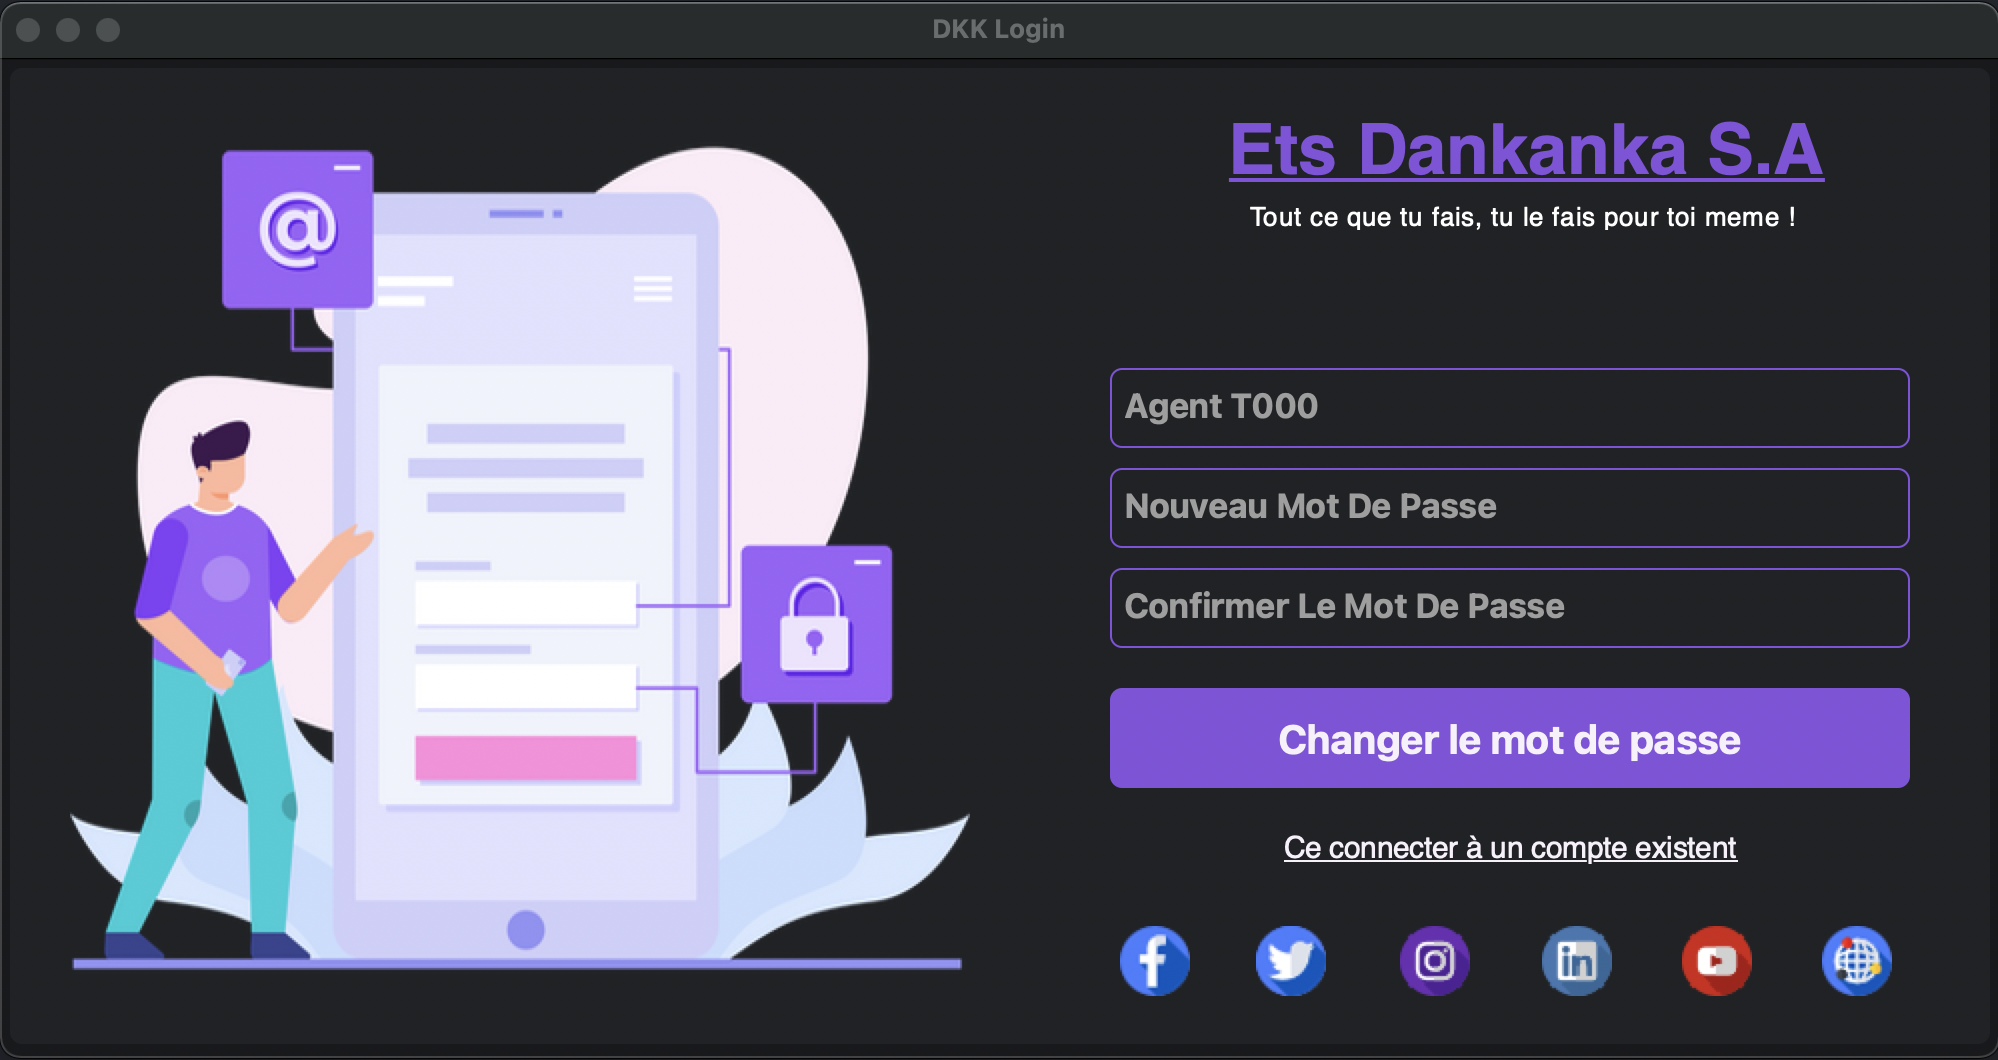 DKK Login
Ets Dankanka S.A
Tout ce que tu fais, tu le fais pour toi meme !
@
Agent T000
Nouveau Mot De Passe
Confirmer Le Mot De Passe
Changer le mot de passe
Ce connecter à un compte existent
f
in